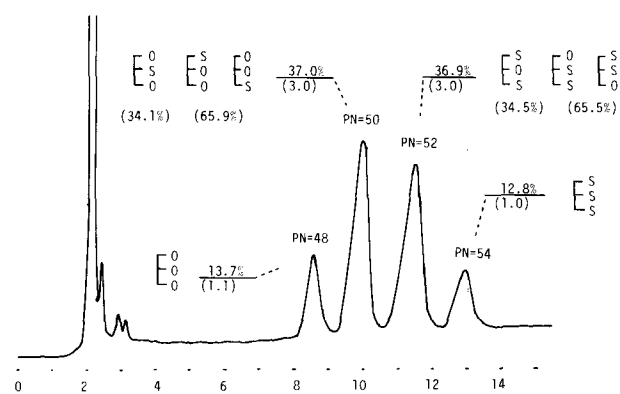 O S O 37.0% 36.9% S O S
S O O (3.0) (3.0) O S S
O O S S S O
(34.1%) (65.9%) (34.5%) (65.5%)
PN=50
PN=52
12.8% S
(1.0) S
S
PN=48
PN=54
O
O 13.7%
O (1.1)
0 2 4 6 8 10 12 14